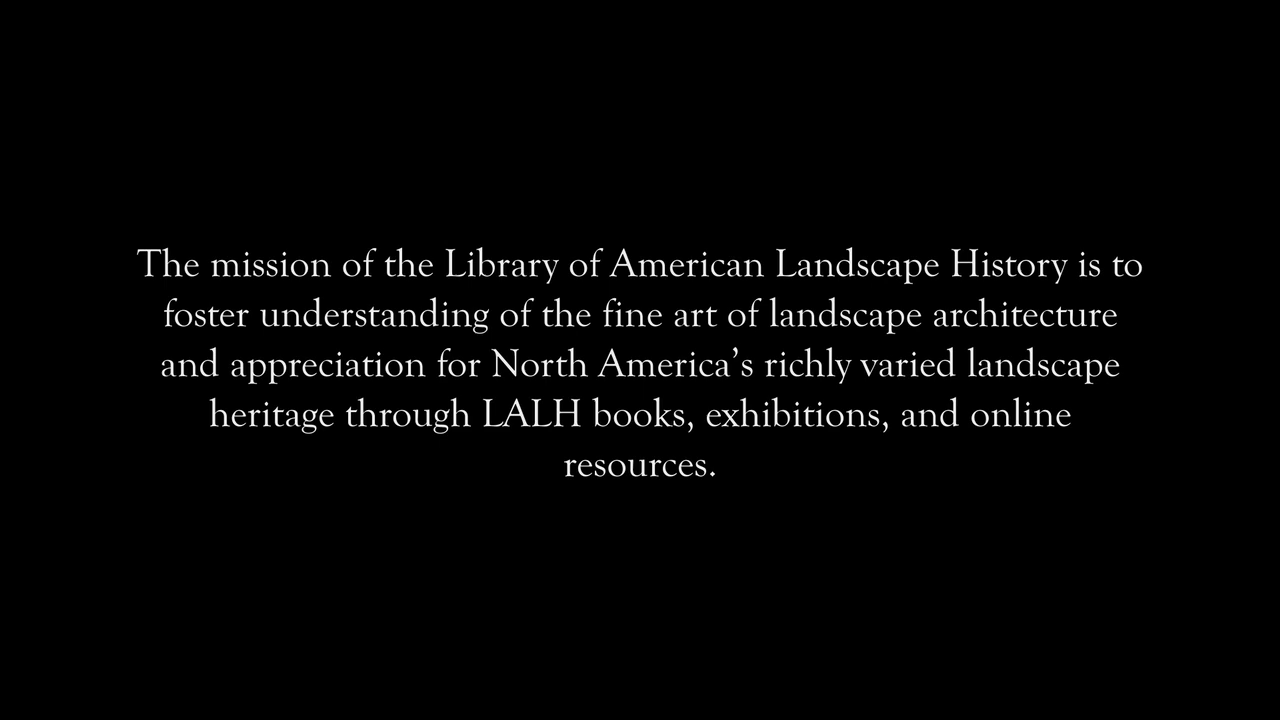 The mission of the Library of American Landscape History is to
foster understanding of the fine art of landscape architecture
and appreciation for North America’s richly varied landscape
heritage through LALH books, exhibitions, and online
resources.